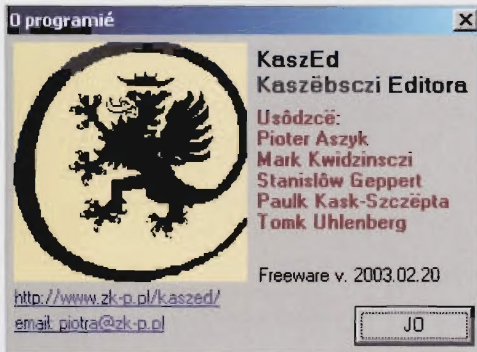 O programié
KaszEd
Kaszëbsczi Editora
Usôdzcë:
Pioter Aszyk
Mark Kwidzinsczi
Stanislôw Geppert
Paulk Kask-Szczëpta
Tomk Uhlenberg
Freeware v. 2003.02.20
http://www.zk-p.pl/kaszed/
email: piotra@zk-p.pl
JO